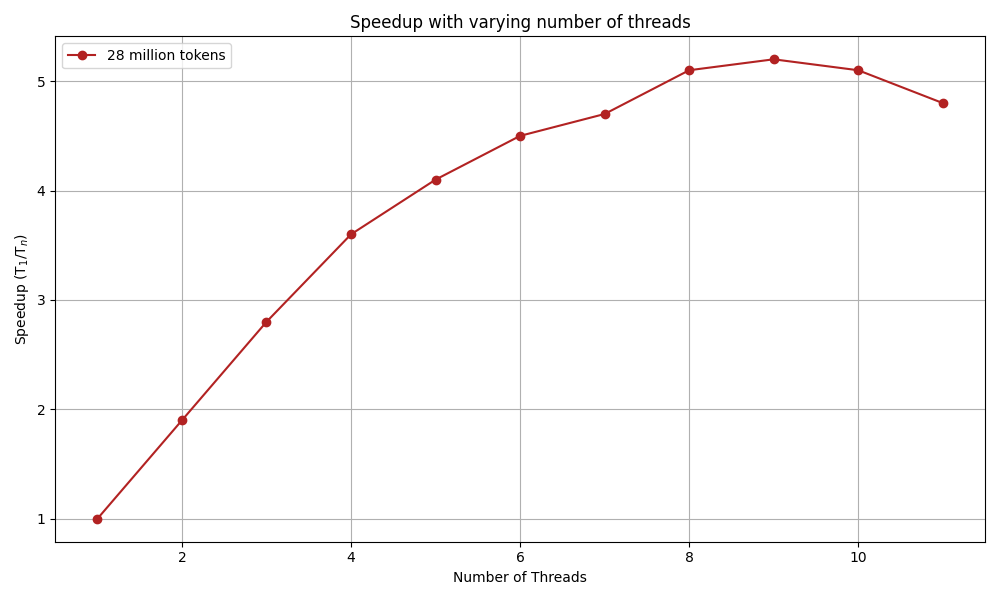 Speedup with varying number of threads
28 million tokens
Speedup (T₁/Tₙ)
5
4
3
2
1
2 4 6 8 10
Number of Threads